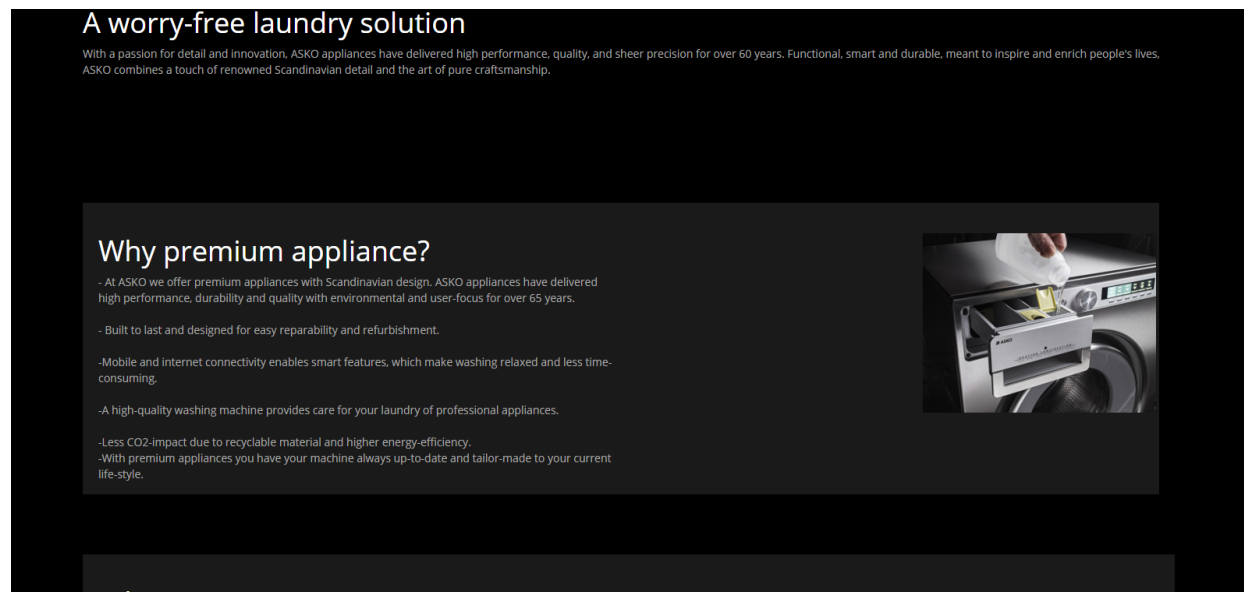 A worry-free laundry solution
With a passion for detail and innovation, ASKO appliances have delivered high performance, quality, and sheer precision for over 60 years. Functional, smart and durable, meant to inspire and enrich people's lives,
ASKO combines a touch of renowned Scandinavian detail and the art of pure craftsmanship.
Why premium appliance?
- At ASKO we offer premium appliances with Scandinavian design. ASKO appliances have delivered
high performance, durability and quality with environmental and user-focus for over 65 years.
- Built to last and designed for easy reparability and refurbishment.
-Mobile and internet connectivity enables smart features, which make washing relaxed and less time-
consuming.
-A high-quality washing machine provides care for your laundry of professional appliances.
-Less CO2-impact due to recyclable material and higher energy-efficiency.
-With premium appliances you have your machine always up-to-date and tailor-made to your current
life-style.
ASKO